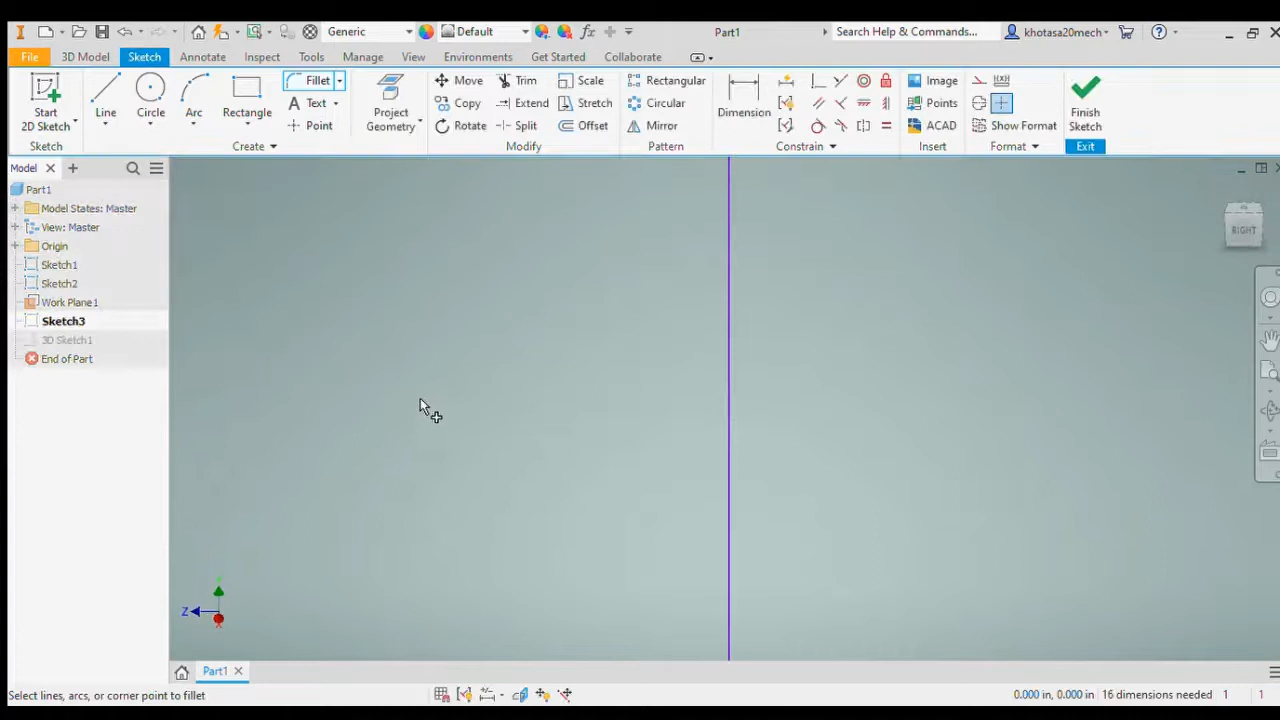 Generic
Default
Part1
Search Help & Commands...
khotasa20mech
File
3D Model
Sketch
Annotate
Inspect
Tools
Manage
View
Environments
Get Started
Collaborate
Start
2D Sketch
Line
Circle
Arc
Rectangle
Fillet
Text
Point
Project
Geometry
Move
Copy
Rotate
Trim
Extend
Split
Scale
Stretch
Offset
Rectangular
Circular
Mirror
Dimension
Image
Points
ACAD
Show Format
Finish
Sketch
Sketch
Create
Modify
Pattern
Constrain
Insert
Format
Exit
Model
Part1
Model States: Master
View: Master
Origin
Sketch1
Sketch2
Work Plane1
Sketch3
3D Sketch1
End of Part
RIGHT
Z
Part1
Select lines, arcs, or corner point to fillet
0.000 in, 0.000 in
16 dimensions needed
1
1